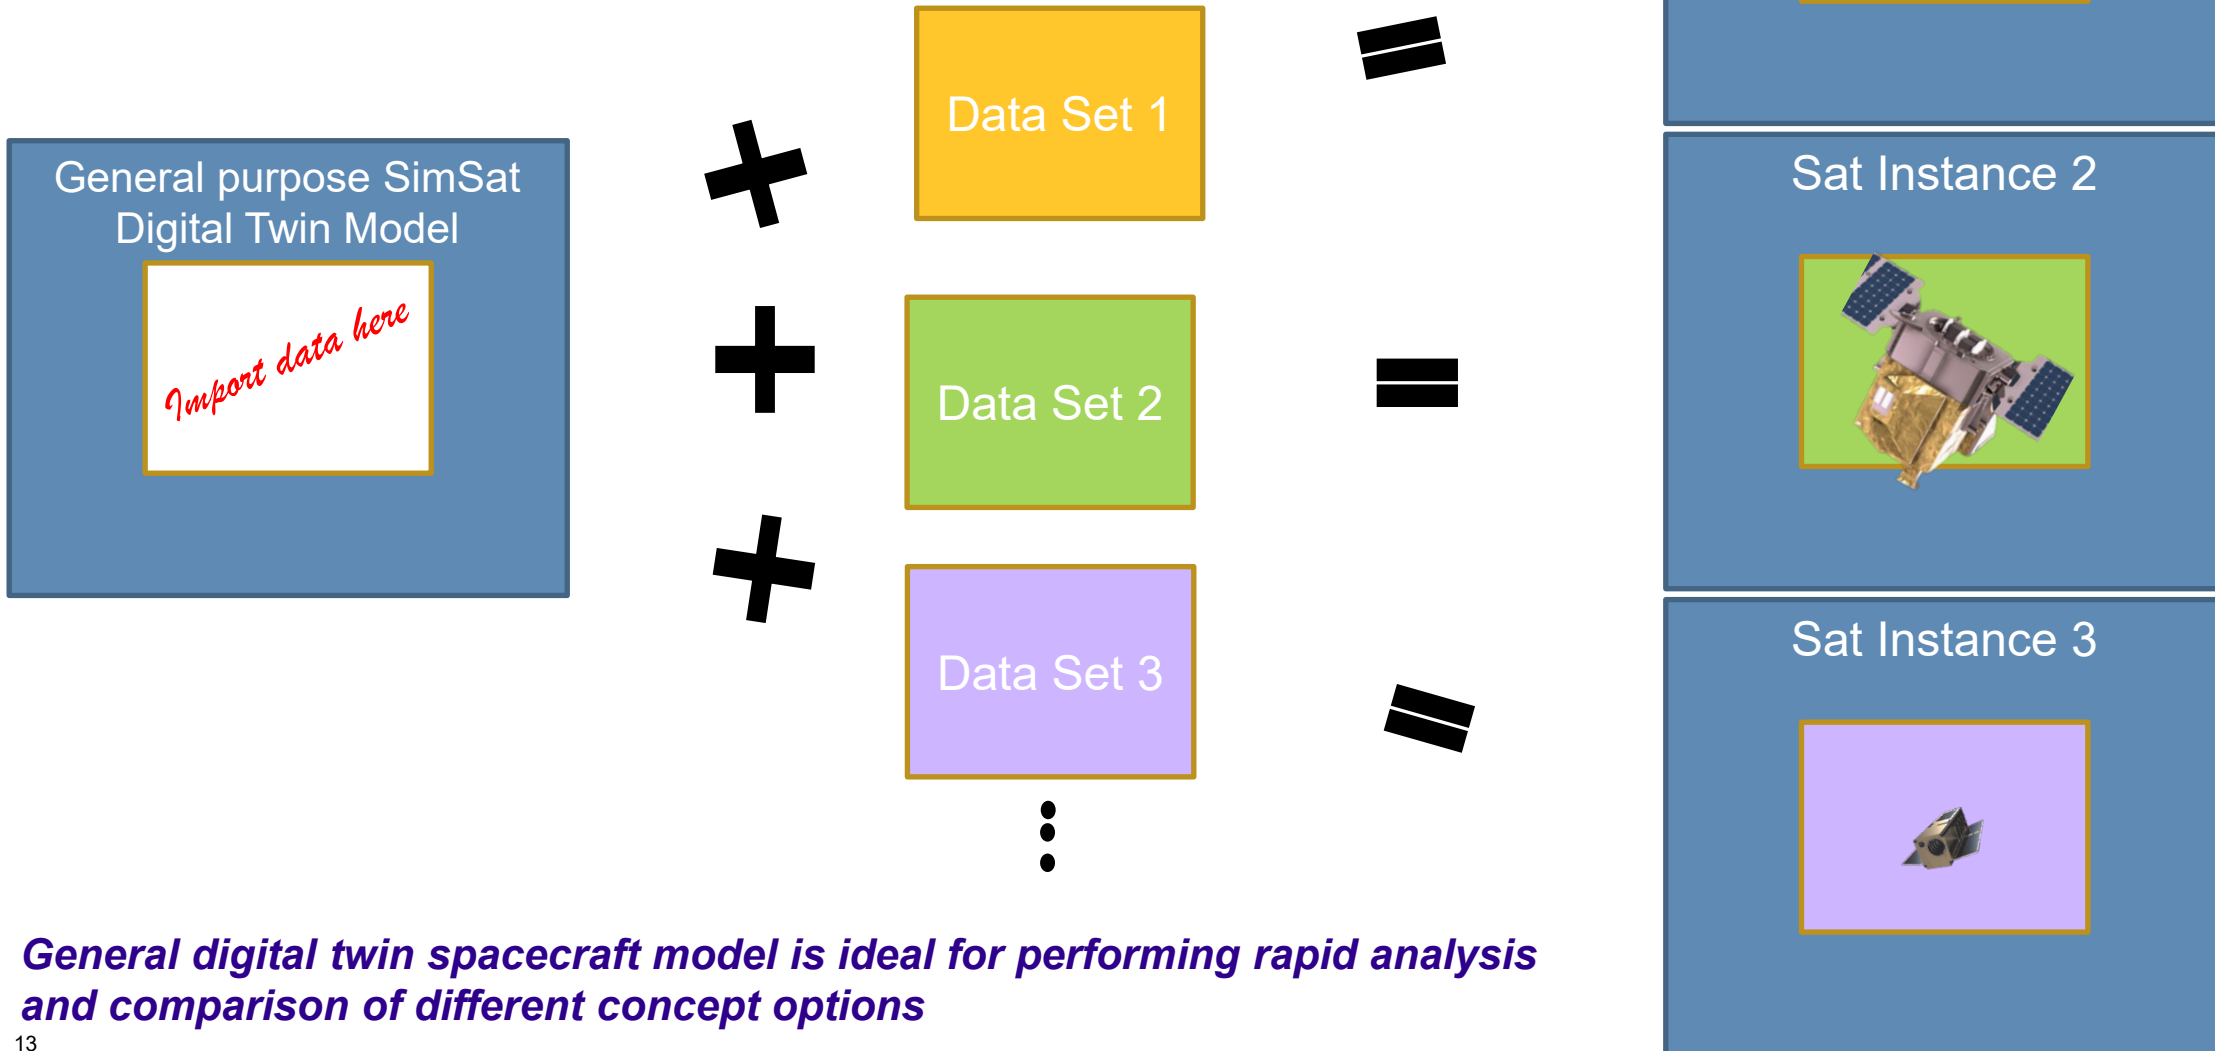 General purpose SimSat
Digital Twin Model
Import data here
Data Set 1
Data Set 2
Data Set 3
Sat Instance 2
Sat Instance 3
General digital twin spacecraft model is ideal for performing rapid analysis
and comparison of different concept options
13